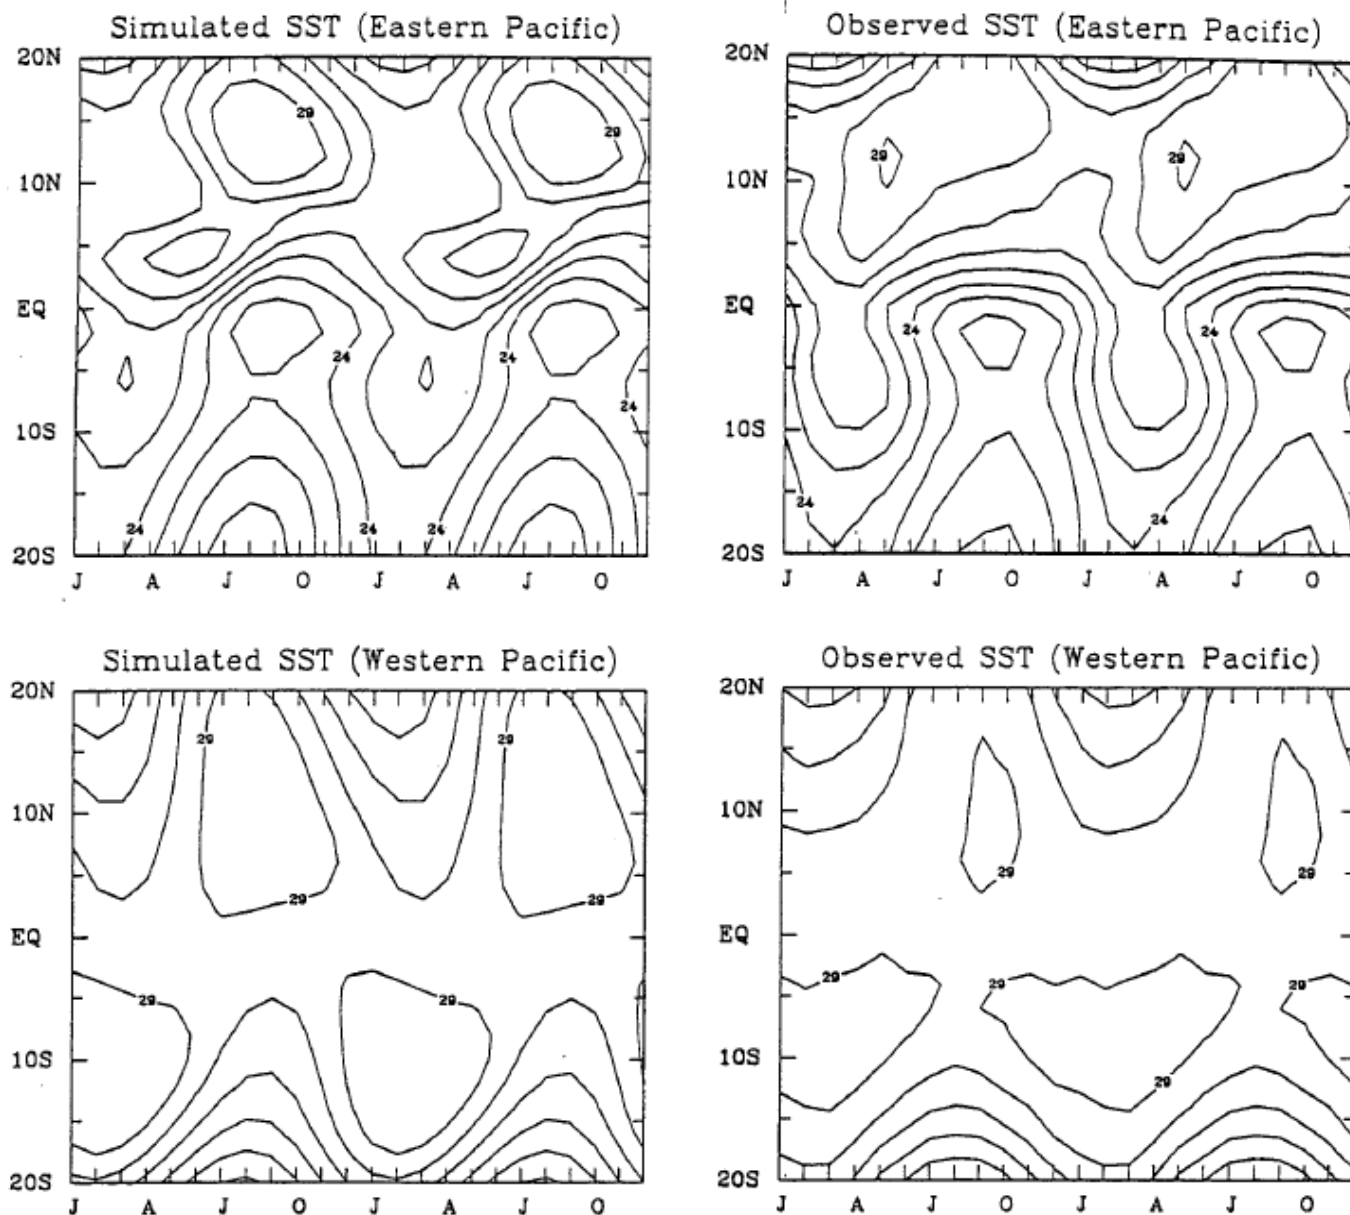 Simulated SST (Eastern Pacific)
20N
10N
EQ
10S
20S
29
29
24
24
24
24
24
24
J A J O J A J O
Observed SST (Eastern Pacific)
20N
10N
EQ
10S
20S
29
29
24
24
24
24
J A J O J A J O
Simulated SST (Western Pacific)
20N
10N
EQ
10S
20S
29
29
29
29
29
29
J A J O J A J O
Observed SST (Western Pacific)
20N
10N
EQ
10S
20S
29
29
29
29
29
29
J A J O J A J O